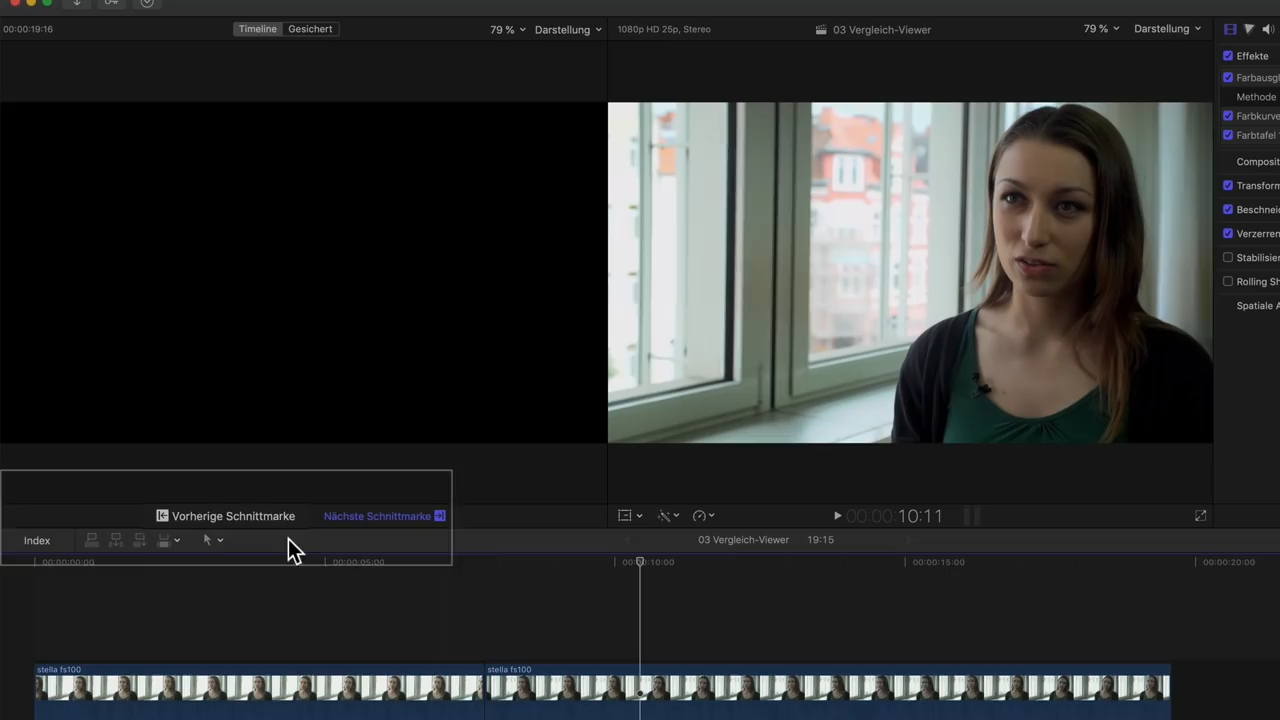 00:00:19:16
Timeline
Gesichert
79 %
Darstellung
1080p HD 25p, Stereo
03 Vergleich-Viewer
79 %
Darstellung
Effekte
Farbausgl
Methode
Farbkurve
Farbtafel
Composit
Transform
Beschnei
Verzerren
Stabilisie
Rolling Sh
Spatiale A
Vorherige Schnittmarke
Nächste Schnittmarke
00:00:10:11
Index
03 Vergleich-Viewer
19:15
00:00:00:00
00:00:05:00
00:00:10:00
00:00:15:00
00:00:20:00
stella fs100
stella fs100